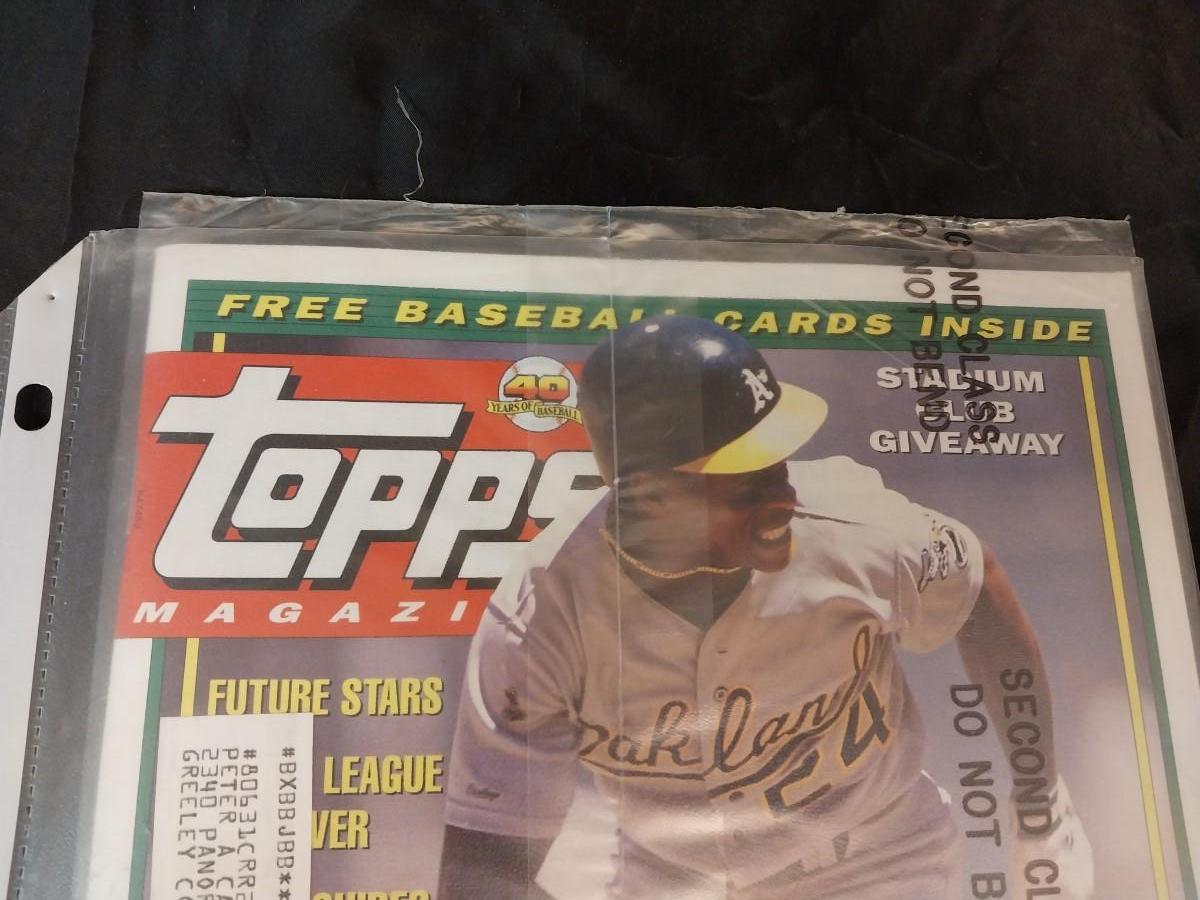 FREE BASEBALL CARDS INSIDE
40
YEARS OF BASEBALL
STADIUM
CLUB
GIVEAWAY
SECOND CLASS
DO NOT BEND
Topps
MAGAZI
A's
Oakland
24
FUTURE STARS
LEAGUE
VER
SECOND CL
DO NOT B
#BXBBJBB**
PETER A CA
2340 PANOR
GREELEY CO